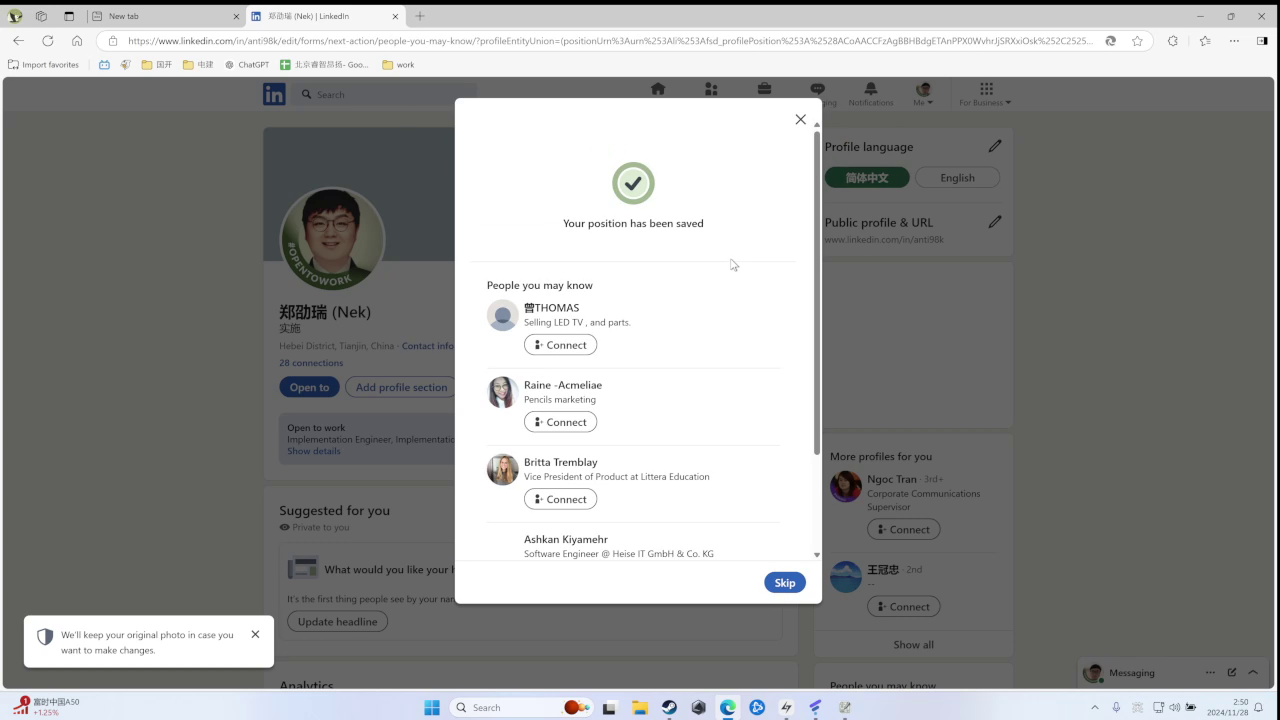 New tab
郑劭瑞 (Nek) | LinkedIn
https://www.linkedin.com/in/anti98k/edit/forms/next-action/people-you-may-know/?profileEntityUnion=(positionUrn%3Aurn%253Ali%253Afsd_profilePosition%253A%2528ACoAACCFzAgBBHBdgETAnPPX0WvhrJjSRXxiOsk%252C2525...
Import favorites
国开
中建
ChatGPT
北京睿智昂扬- Goo...
work
in
Search
ging
Notifications
Me
For Business
#OPENTOWORK
郑劭瑞 (Nek)
实施
Hebei District, Tianjin, China · Contact info
28 connections
Open to
Add profile section
Open to work
Implementation Engineer, Implementatio
Show details
Suggested for you
Private to you
What would you like your h
It's the first thing people see by your nam
Update headline
Analytics
We'll keep your original photo in case you
want to make changes.
Your position has been saved
People you may know
曾THOMAS
Selling LED TV , and parts.
Connect
Raine -Acmeliae
Pencils marketing
Connect
Britta Tremblay
Vice President of Product at Littera Education
Connect
Ashkan Kiyamehr
Software Engineer @ Heise IT GmbH & Co. KG
Skip
Profile language
简体中文
English
Public profile & URL
www.linkedin.com/in/anti98k
More profiles for you
Ngoc Tran · 3rd+
Corporate Communications
Supervisor
Connect
王冠忠 · 2nd
--
Connect
Show all
People you may know
Messaging
1
富时中国A50
+1.25%
Search
2:50
2024/11/28